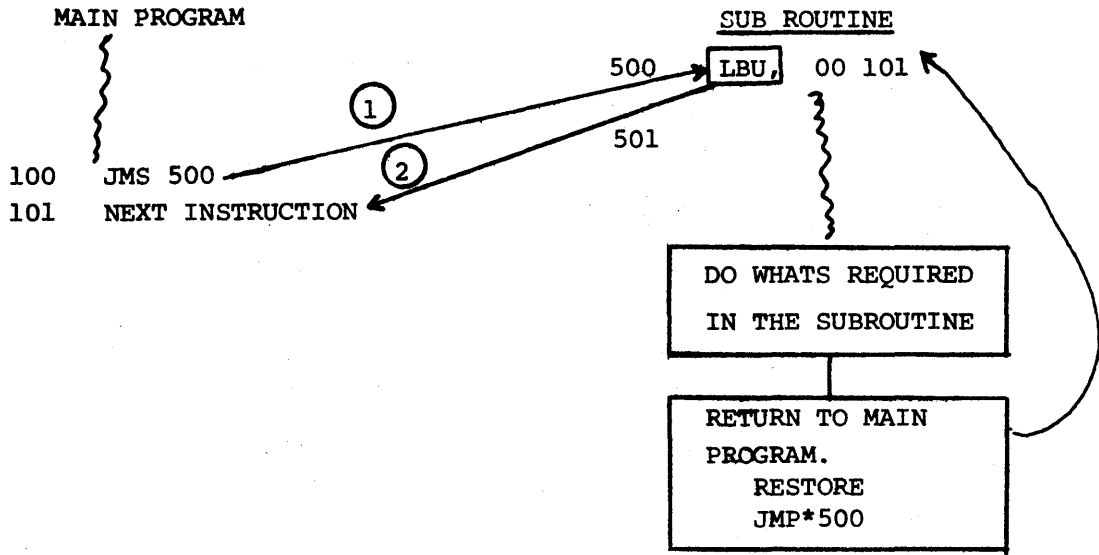 MAIN PROGRAM
SUB ROUTINE
500 LBU, 00 101
1
501
2
100 JMS 500
101 NEXT INSTRUCTION
DO WHATS REQUIRED
IN THE SUBROUTINE
RETURN TO MAIN
PROGRAM.
RESTORE
JMP*500